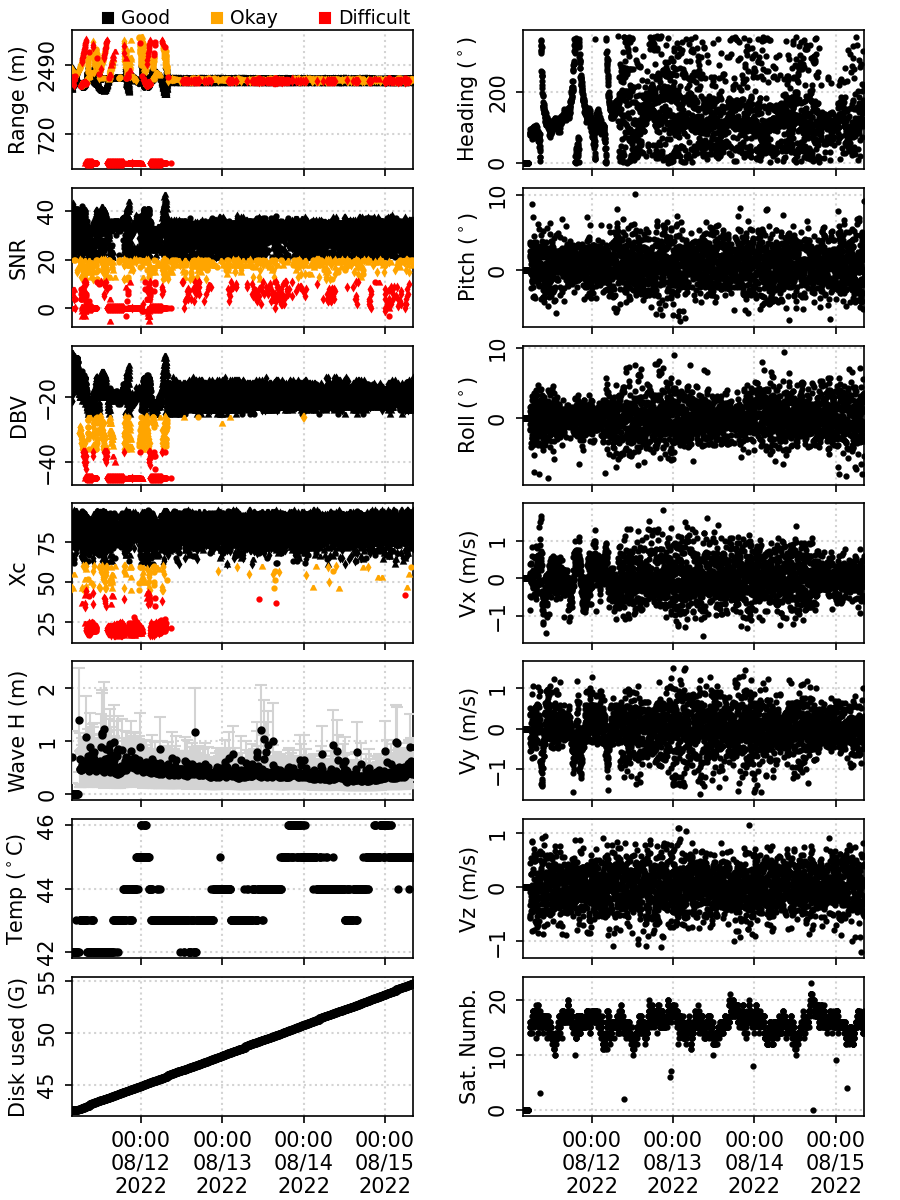 Good Okay Difficult
Range (m)
2490
720
Heading (°)
200
0
SNR
40
20
0
Pitch (°)
10
0
DBV
−20
−40
Roll (°)
10
0
Xc
75
50
25
Vx (m/s)
1
0
−1
Wave H (m)
2
1
0
Vy (m/s)
1
0
−1
Temp (°C)
46
44
42
Vz (m/s)
1
0
−1
Disk used (G)
55
50
45
Sat. Numb.
20
10
0
00:00 00:00 00:00 00:00
08/12 08/13 08/14 08/15
2022 2022 2022 2022
00:00 00:00 00:00 00:00
08/12 08/13 08/14 08/15
2022 2022 2022 2022